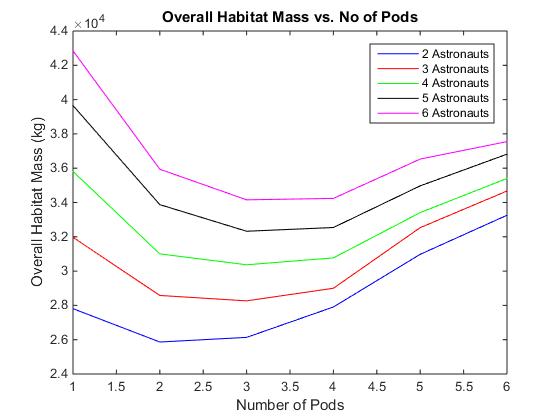 Overall Habitat Mass vs. No of Pods
×10⁴
4.4
4.2
4
3.8
3.6
3.4
3.2
3
2.8
2.6
2.4
Overall Habitat Mass (kg)
2 Astronauts
3 Astronauts
4 Astronauts
5 Astronauts
6 Astronauts
1 1.5 2 2.5 3 3.5 4 4.5 5 5.5 6
Number of Pods